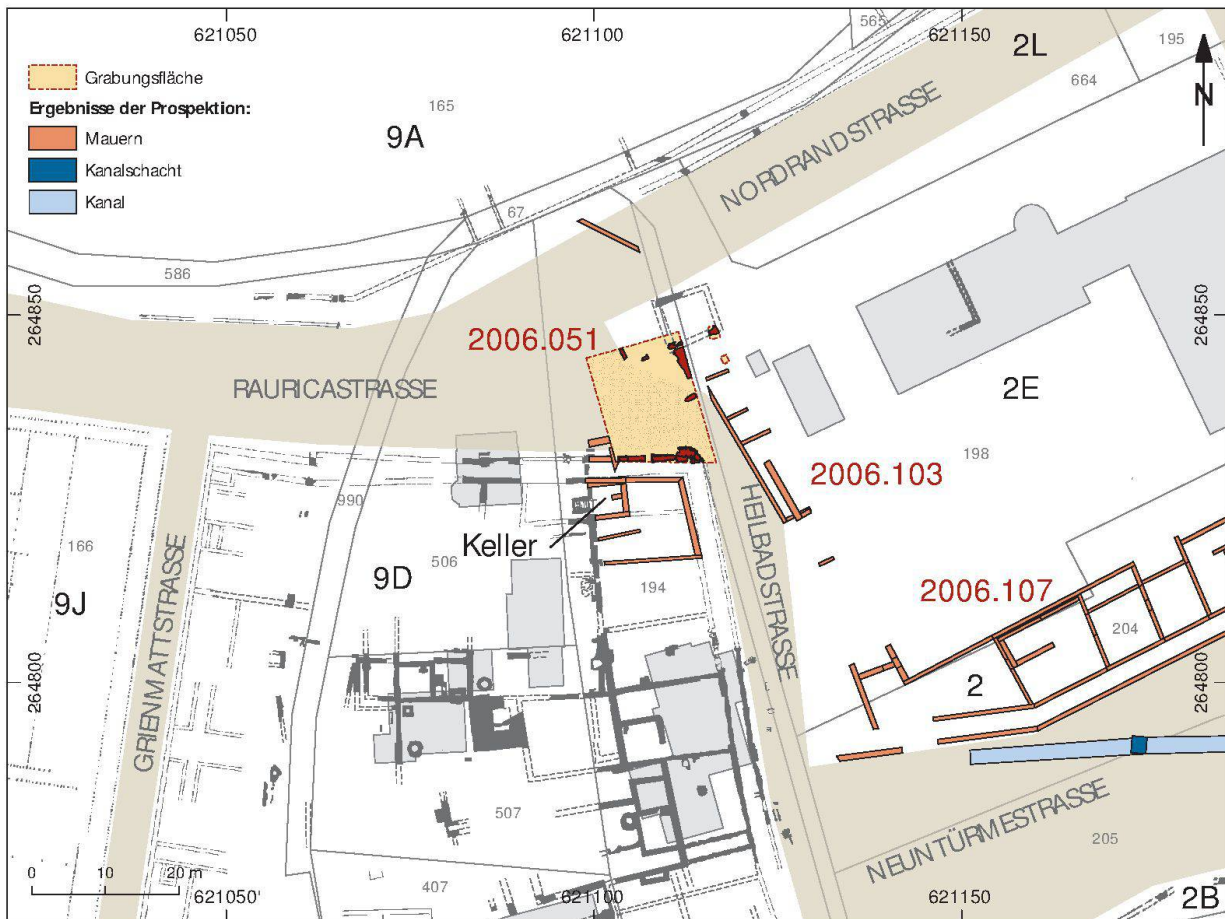 621050
621100
621150
565
2L
195
664
N
Grabungsfläche
Ergebnisse der Prospektion:
Mauern
Kanalschacht
Kanal
165
9A
NORDRANDSTRASSE
67
586
264850
264850
2006.051
RAURICASTRASSE
2E
198
2006.103
990
Keller
HEILBADSTRASSE
166
506
9D
9J
194
2006.107
204
GRIENMATTSTRASSE
264800
264800
2
507
NEUNTÜRMESTRASSE
205
0 10 20 m
407
621050'
621100
621150
2B